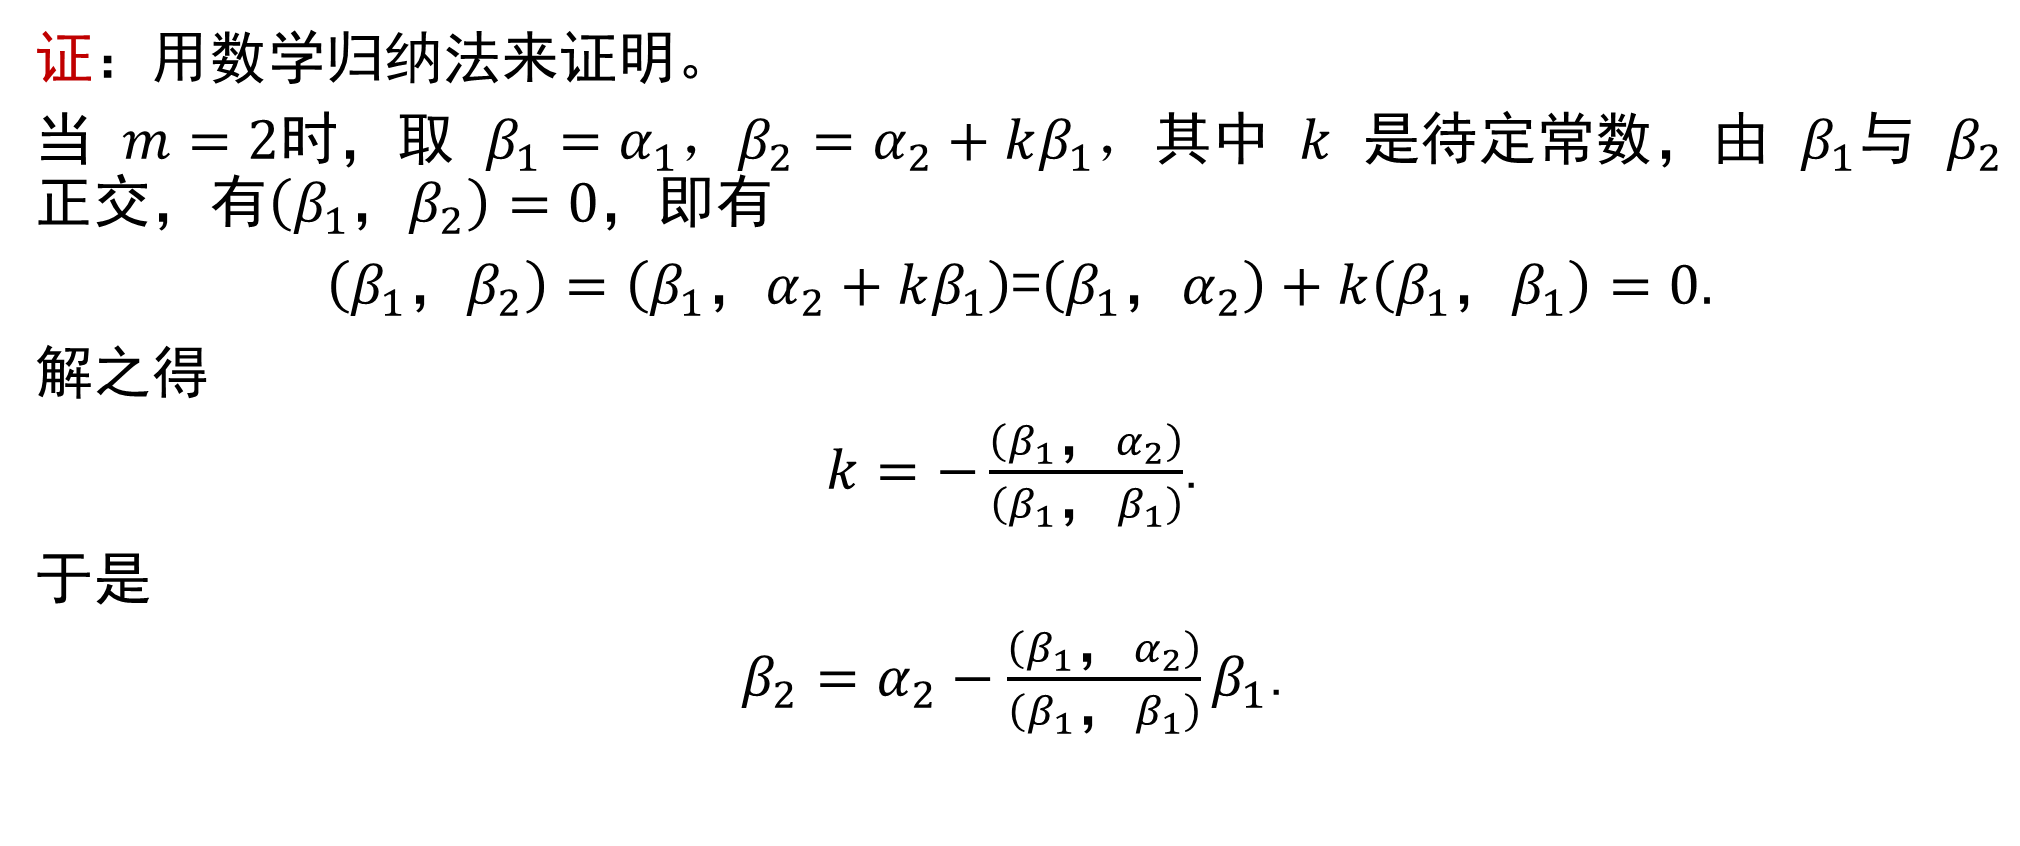 证：用数学归纳法来证明。
当 m = 2时，取 β₁ = α₁，β₂ = α₂ + kβ₁，其中 k 是待定常数，由 β₁与 β₂
正交，有(β₁，β₂) = 0，即有
(β₁，β₂) = (β₁，α₂ + kβ₁)=(β₁，α₂) + k(β₁，β₁) = 0.
解之得
k = −(β₁，α₂)/(β₁，β₁).
于是
β₂ = α₂ − (β₁，α₂)/(β₁，β₁) β₁.